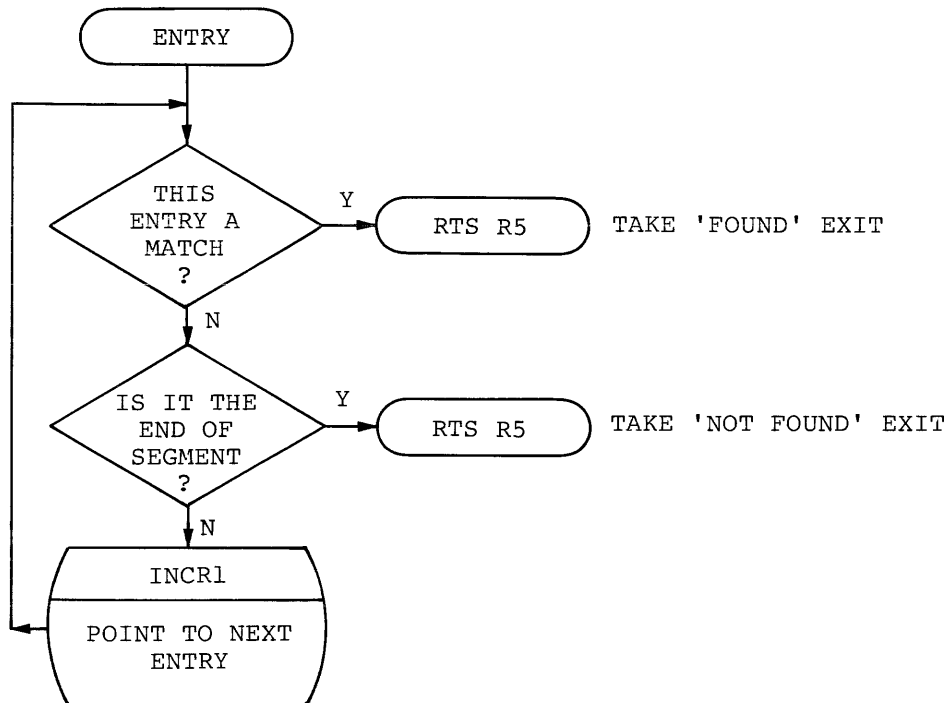 ENTRY
THIS
ENTRY A
MATCH
?
Y
RTS R5
TAKE 'FOUND' EXIT
N
IS IT THE
END OF
SEGMENT
?
Y
RTS R5
TAKE 'NOT FOUND' EXIT
N
INCR1
POINT TO NEXT
ENTRY